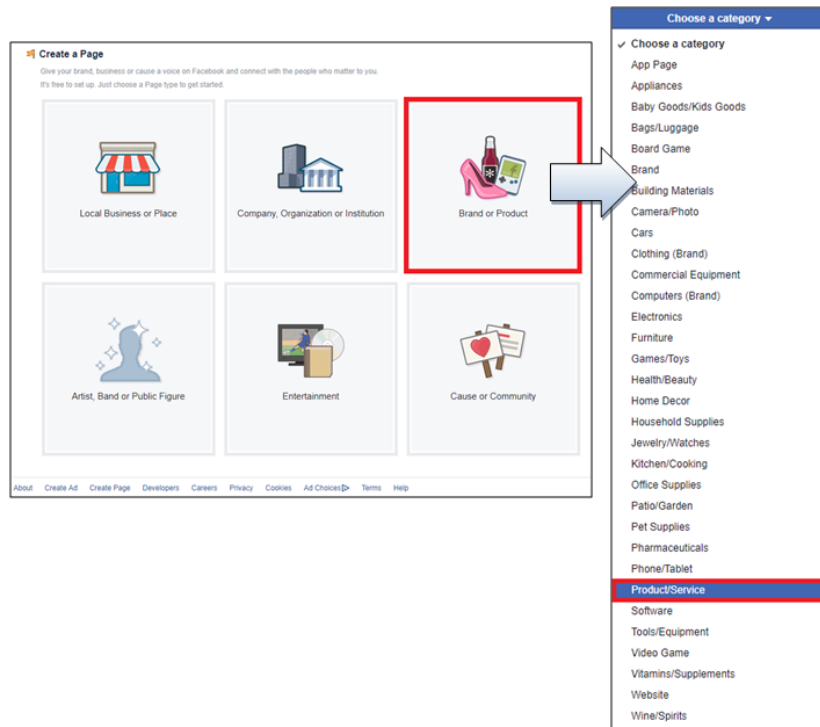 Create a Page
Give your brand, business or cause a voice on Facebook and connect with the people who matter to you.
It's free to set up. Just choose a Page type to get started.
Local Business or Place
Company, Organization or Institution
Brand or Product
Artist, Band or Public Figure
Entertainment
Cause or Community
About Create Ad Create Page Developers Careers Privacy Cookies Ad Choices Terms Help
Choose a category
Choose a category
App Page
Appliances
Baby Goods/Kids Goods
Bags/Luggage
Board Game
Brand
Building Materials
Camera/Photo
Cars
Clothing (Brand)
Commercial Equipment
Computers (Brand)
Electronics
Furniture
Games/Toys
Health/Beauty
Home Decor
Household Supplies
Jewelry/Watches
Kitchen/Cooking
Office Supplies
Patio/Garden
Pet Supplies
Pharmaceuticals
Phone/Tablet
Product/Service
Software
Tools/Equipment
Video Game
Vitamins/Supplements
Website
Wine/Spirits